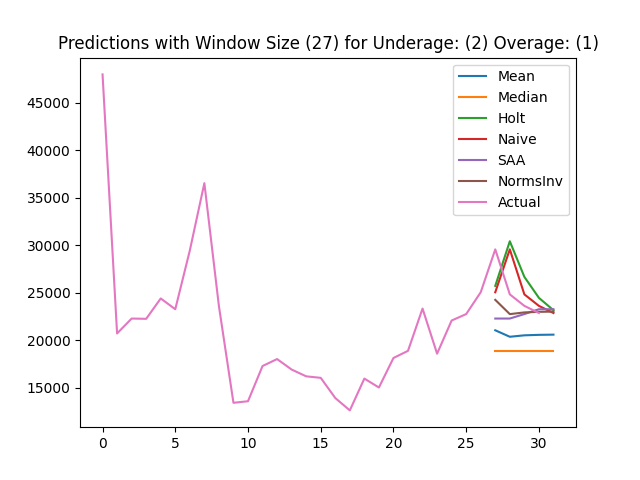 Predictions with Window Size (27) for Underage: (2) Overage: (1)
45000
40000
35000
30000
25000
20000
15000
0
5
10
15
20
25
30
Mean
Median
Holt
Naive
SAA
NormsInv
Actual